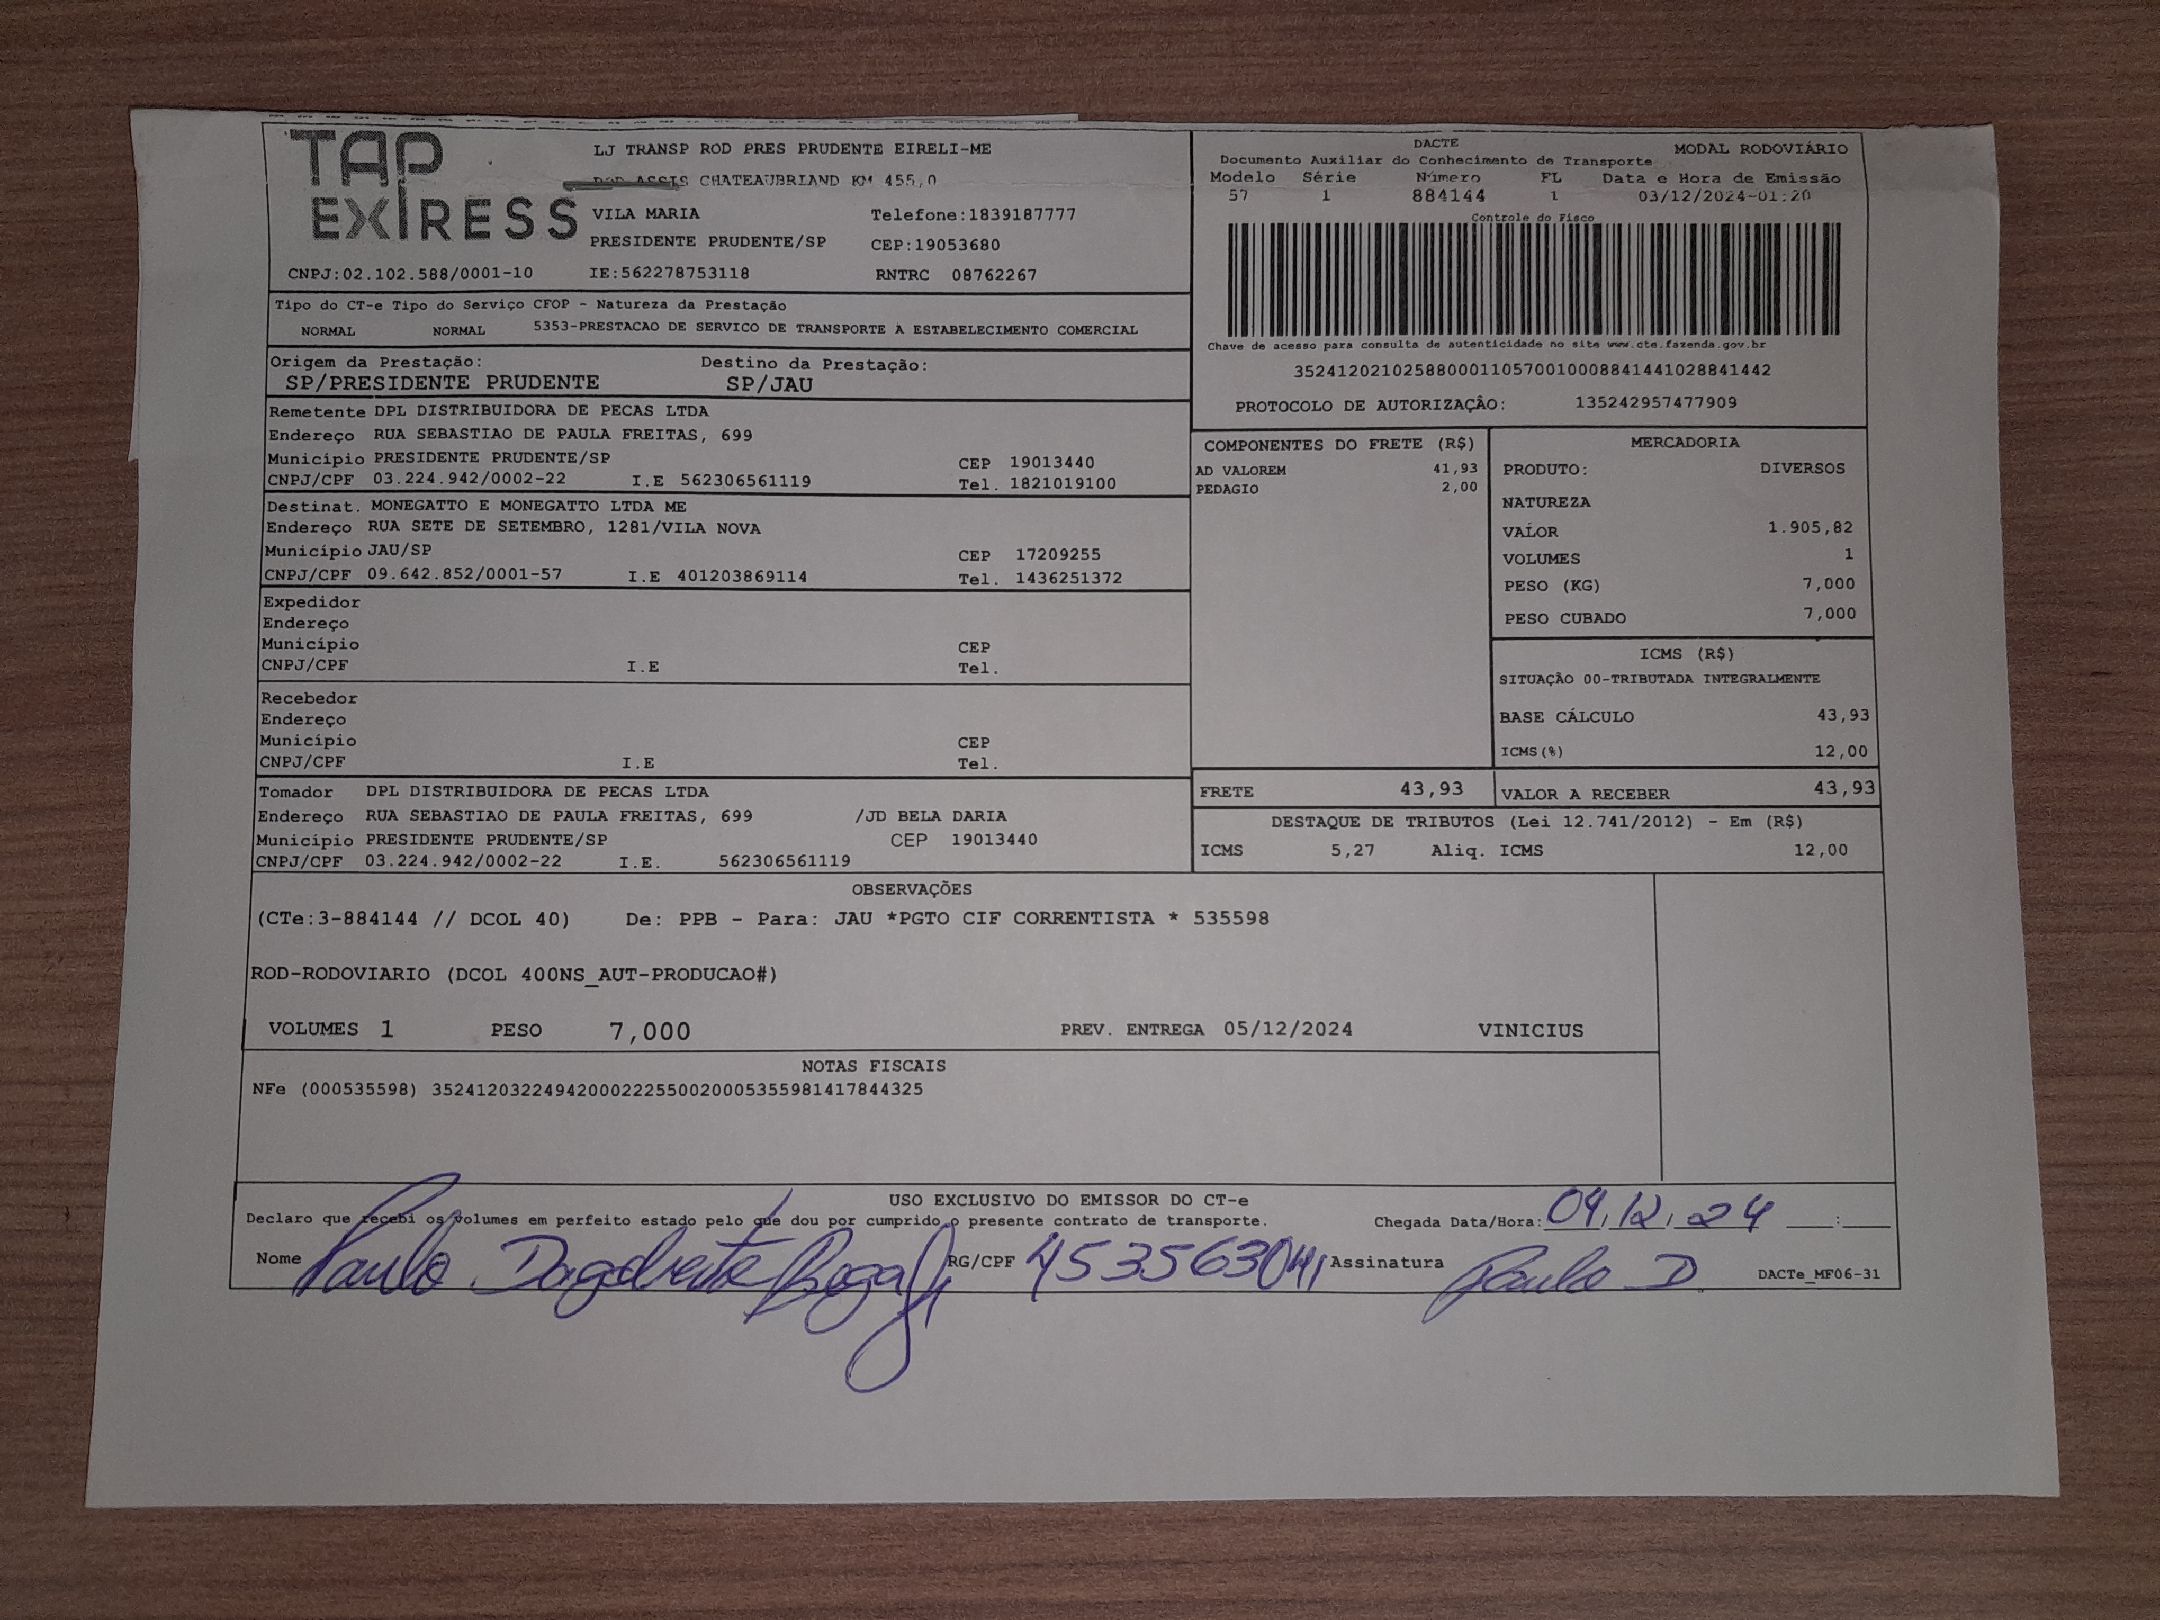 TAP
EXPRESS
LJ TRANSP ROD PRES PRUDENTE EIRELI-ME
ROD ASSIS CHATEAUBRIAND KM 455,0
VILA MARIA Telefone:1839187777
PRESIDENTE PRUDENTE/SP CEP:19053680
CNPJ:02.102.588/0001-10 IE:562278753118 RNTRC 08762267
DACTE MODAL RODOVIÁRIO
Documento Auxiliar do Conhecimento de Transporte
Modelo Série Número FL Data e Hora de Emissão
57 1 884144 1 03/12/2024-01:20
Controle do Fisco
Chave de acesso para consulta de autenticidade no site www.cte.fazenda.gov.br
35241202102588000110570010008841441028841442
PROTOCOLO DE AUTORIZAÇÂO: 135242957477909
Tipo do CT-e Tipo do Serviço CFOP - Natureza da Prestação
NORMAL NORMAL 5353-PRESTACAO DE SERVICO DE TRANSPORTE A ESTABELECIMENTO COMERCIAL
Origem da Prestação: Destino da Prestação:
SP/PRESIDENTE PRUDENTE SP/JAU
Remetente DPL DISTRIBUIDORA DE PECAS LTDA
Endereço RUA SEBASTIAO DE PAULA FREITAS, 699
Município PRESIDENTE PRUDENTE/SP CEP 19013440
CNPJ/CPF 03.224.942/0002-22 I.E 562306561119 Tel. 1821019100
Destinat. MONEGATTO E MONEGATTO LTDA ME
Endereço RUA SETE DE SETEMBRO, 1281/VILA NOVA
Município JAU/SP CEP 17209255
CNPJ/CPF 09.642.852/0001-57 I.E 401203869114 Tel. 1436251372
Expedidor
Endereço
Município CEP
CNPJ/CPF I.E Tel.
Recebedor
Endereço
Município CEP
CNPJ/CPF I.E Tel.
Tomador DPL DISTRIBUIDORA DE PECAS LTDA
Endereço RUA SEBASTIAO DE PAULA FREITAS, 699 /JD BELA DARIA
Município PRESIDENTE PRUDENTE/SP CEP 19013440
CNPJ/CPF 03.224.942/0002-22 I.E. 562306561119
COMPONENTES DO FRETE (R$)
AD VALOREM 41,93
PEDAGIO 2,00
MERCADORIA
PRODUTO: DIVERSOS
NATUREZA
VALOR 1.905,82
VOLUMES 1
PESO (KG) 7,000
PESO CUBADO 7,000
ICMS (R$)
SITUAÇÃO 00-TRIBUTADA INTEGRALMENTE
BASE CÁLCULO 43,93
ICMS(%) 12,00
FRETE 43,93 VALOR A RECEBER 43,93
DESTAQUE DE TRIBUTOS (Lei 12.741/2012) - Em (R$)
ICMS 5,27 Aliq. ICMS 12,00
OBSERVAÇÕES
(CTe:3-884144 // DCOL 40) De: PPB - Para: JAU *PGTO CIF CORRENTISTA * 535598
ROD-RODOVIARIO (DCOL 400NS_AUT-PRODUCAO#)
VOLUMES 1 PESO 7,000 PREV. ENTREGA 05/12/2024 VINICIUS
NOTAS FISCAIS
NFe (000535598) 35241203224942000222550020005355981417844325
USO EXCLUSIVO DO EMISSOR DO CT-e
Declaro que recebi os volumes em perfeito estado pelo que dou por cumprido o presente contrato de transporte. Chegada Data/Hora: 04.12.24 ___:___
Nome Paulo Dagoberto RG/CPF 453563041 Assinatura Paulo D. DACTe_MF06-31